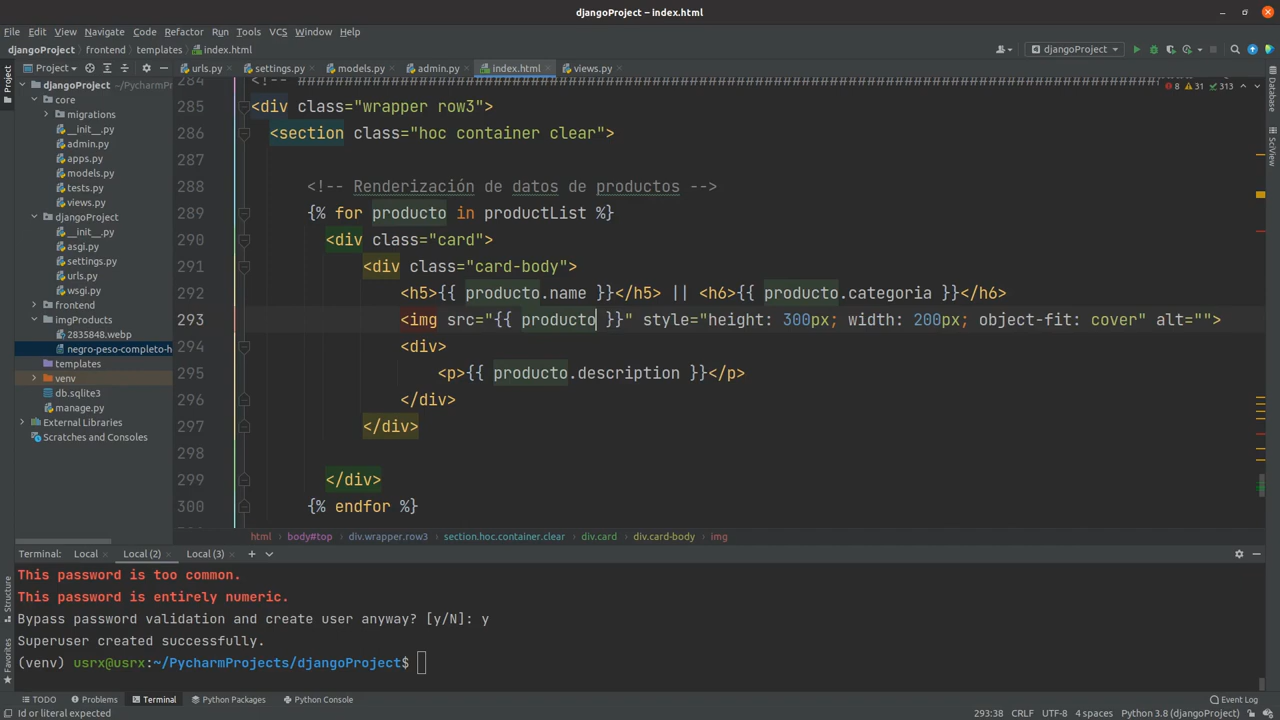 djangoProject – index.html
File Edit View Navigate Code Refactor Run Tools VCS Window Help
djangoProject frontend templates index.html
djangoProject
Project
urls.py settings.py models.py admin.py index.html views.py
djangoProject ~/PycharmPro
core
migrations
__init__.py
admin.py
apps.py
models.py
tests.py
views.py
djangoProject
__init__.py
asgi.py
settings.py
urls.py
wsgi.py
frontend
imgProducts
2835848.webp
negro-peso-completo-h
templates
venv
db.sqlite3
manage.py
External Libraries
Scratches and Consoles
8 31 313
285 <div class="wrapper row3">
286 <section class="hoc container clear">
287
288 <!-- Renderización de datos de productos -->
289 {% for producto in productList %}
290 <div class="card">
291 <div class="card-body">
292 <h5>{{ producto.name }}</h5> || <h6>{{ producto.categoria }}</h6>
293 <img src="{{ producto }}" style="height: 300px; width: 200px; object-fit: cover" alt="">
294 <div>
295 <p>{{ producto.description }}</p>
296 </div>
297 </div>
298
299 </div>
300 {% endfor %}
html body#top div.wrapper.row3 section.hoc.container.clear div.card div.card-body img
Terminal: Local Local (2) Local (3)
This password is too common.
This password is entirely numeric.
Bypass password validation and create user anyway? [y/N]: y
Superuser created successfully.
(venv) usrx@usrx:~/PycharmProjects/djangoProject$
TODO Problems Terminal Python Packages Python Console Event Log
Id or literal expected 293:38 CRLF UTF-8 4 spaces Python 3.8 (djangoProject)
Project
Structure
Favorites
Database
SciView